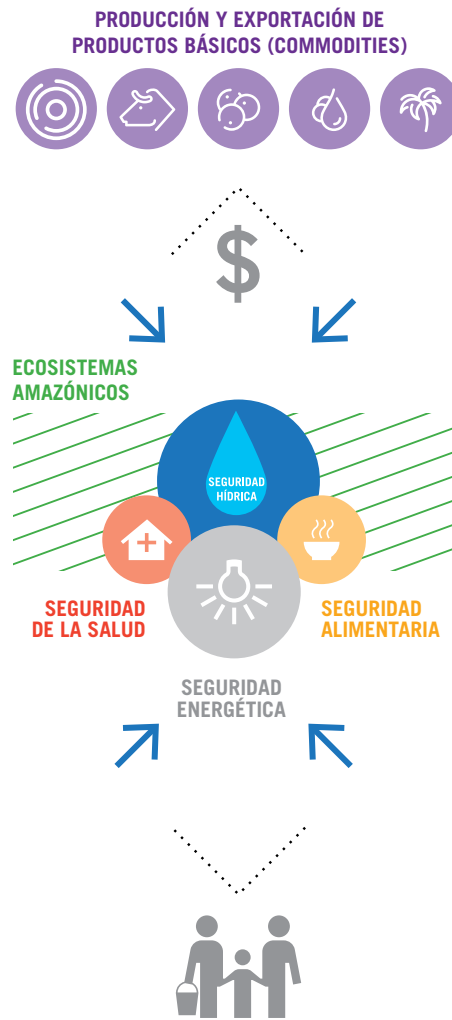 PRODUCCIÓN Y EXPORTACIÓN DE
PRODUCTOS BÁSICOS (COMMODITIES)
$
ECOSISTEMAS
AMAZÓNICOS
SEGURIDAD
HÍDRICA
SEGURIDAD
DE LA SALUD
SEGURIDAD
ALIMENTARIA
SEGURIDAD
ENERGÉTICA